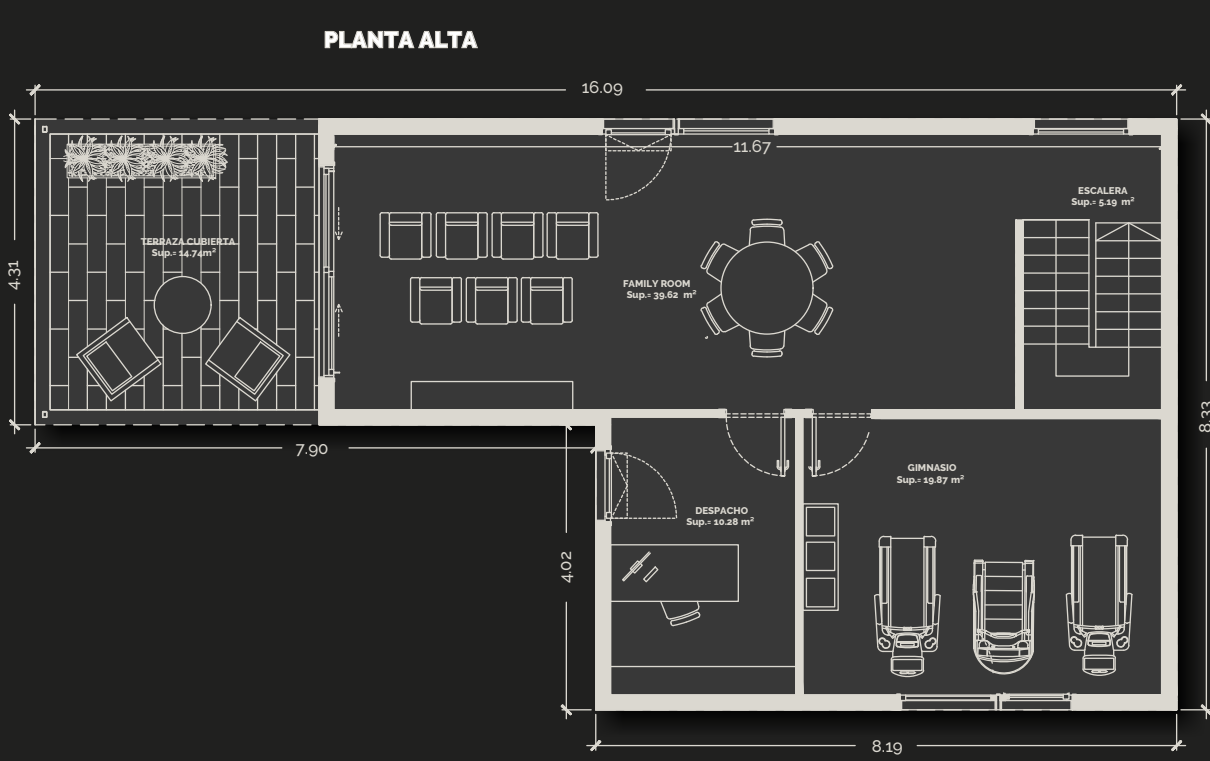 PLANTA ALTA
16.09
11.67
ESCALERA
Sup.= 5.19 m²
TERRAZA CUBIERTA
Sup.= 14.74m²
4.31
FAMILY ROOM
Sup.= 39.62 m²
8.33
7.90
GIMNASIO
Sup.= 19.87 m²
DESPACHO
Sup.= 10.28 m²
4.02
8.19